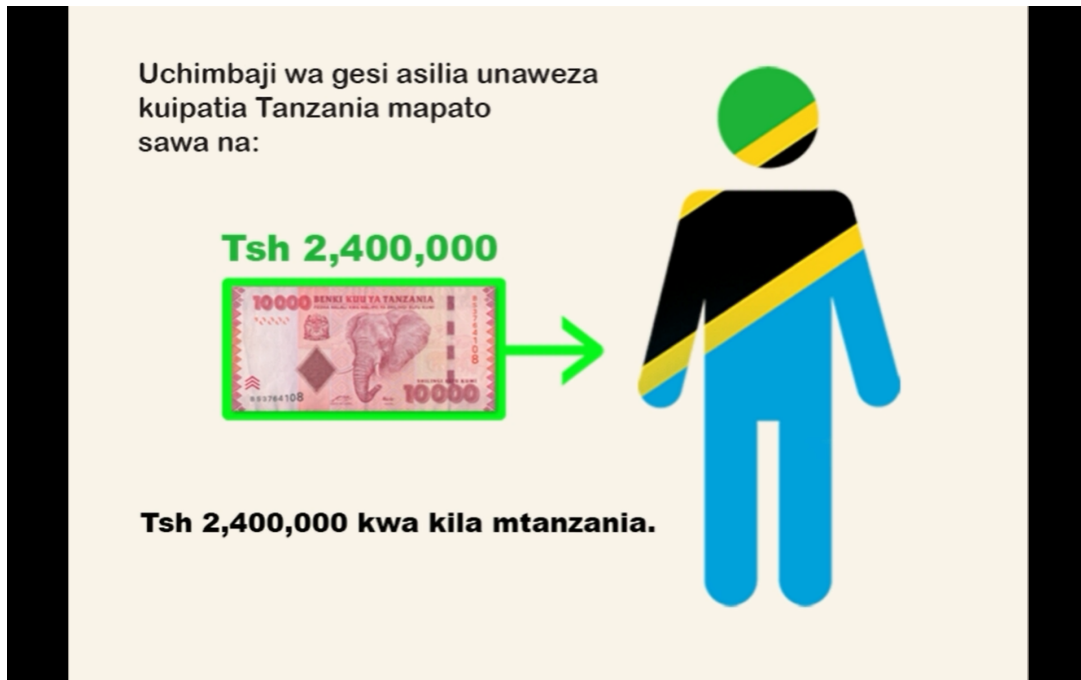 Uchimbaji wa gesi asilia unaweza
kuipatia Tanzania mapato
sawa na:
Tsh 2,400,000
10000 BENKI KUU YA TANZANIA
10000
Tsh 2,400,000 kwa kila mtanzania.